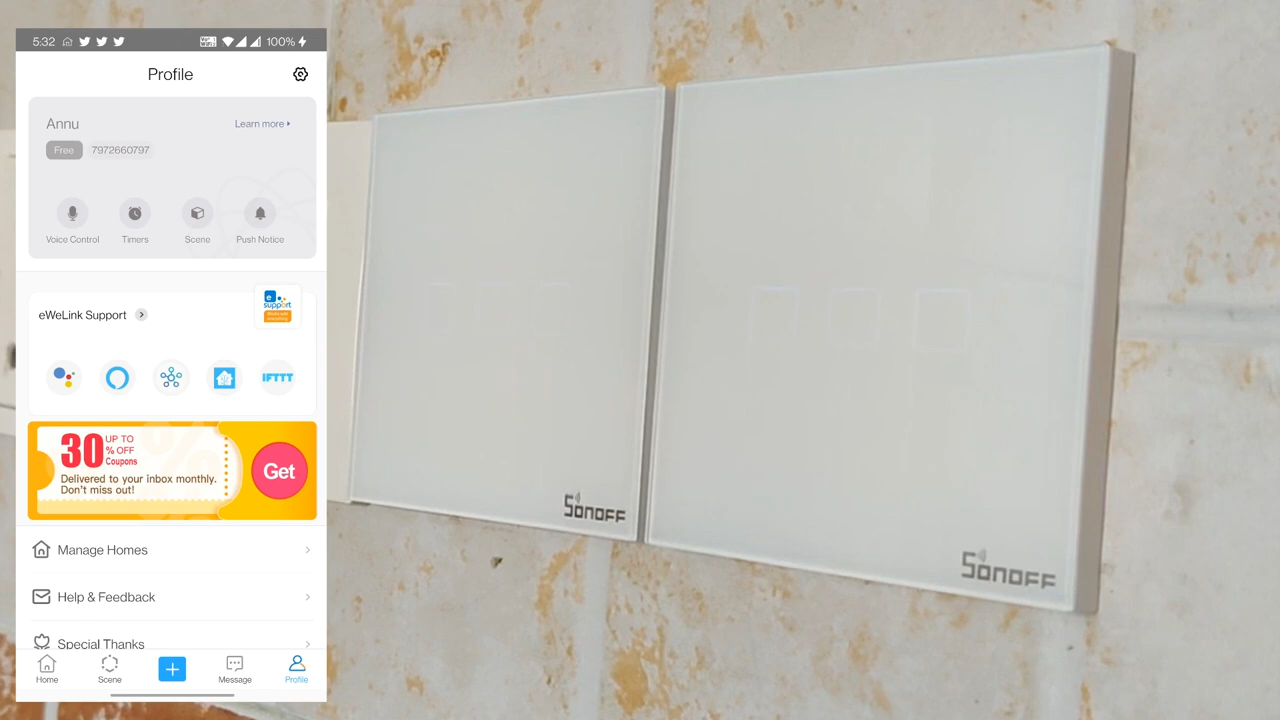 5:32
100%
Profile
Annu
Learn more
Free 7972660797
Voice Control Timers Scene Push Notice
eWeLink Support
e
support
IFTTT
30 UP TO
% OFF
Coupons
Delivered to your inbox monthly.
Don't miss out!
Get
Manage Homes
Help & Feedback
Special Thanks
Home Scene Message Profile
SONOFF
SONOFF